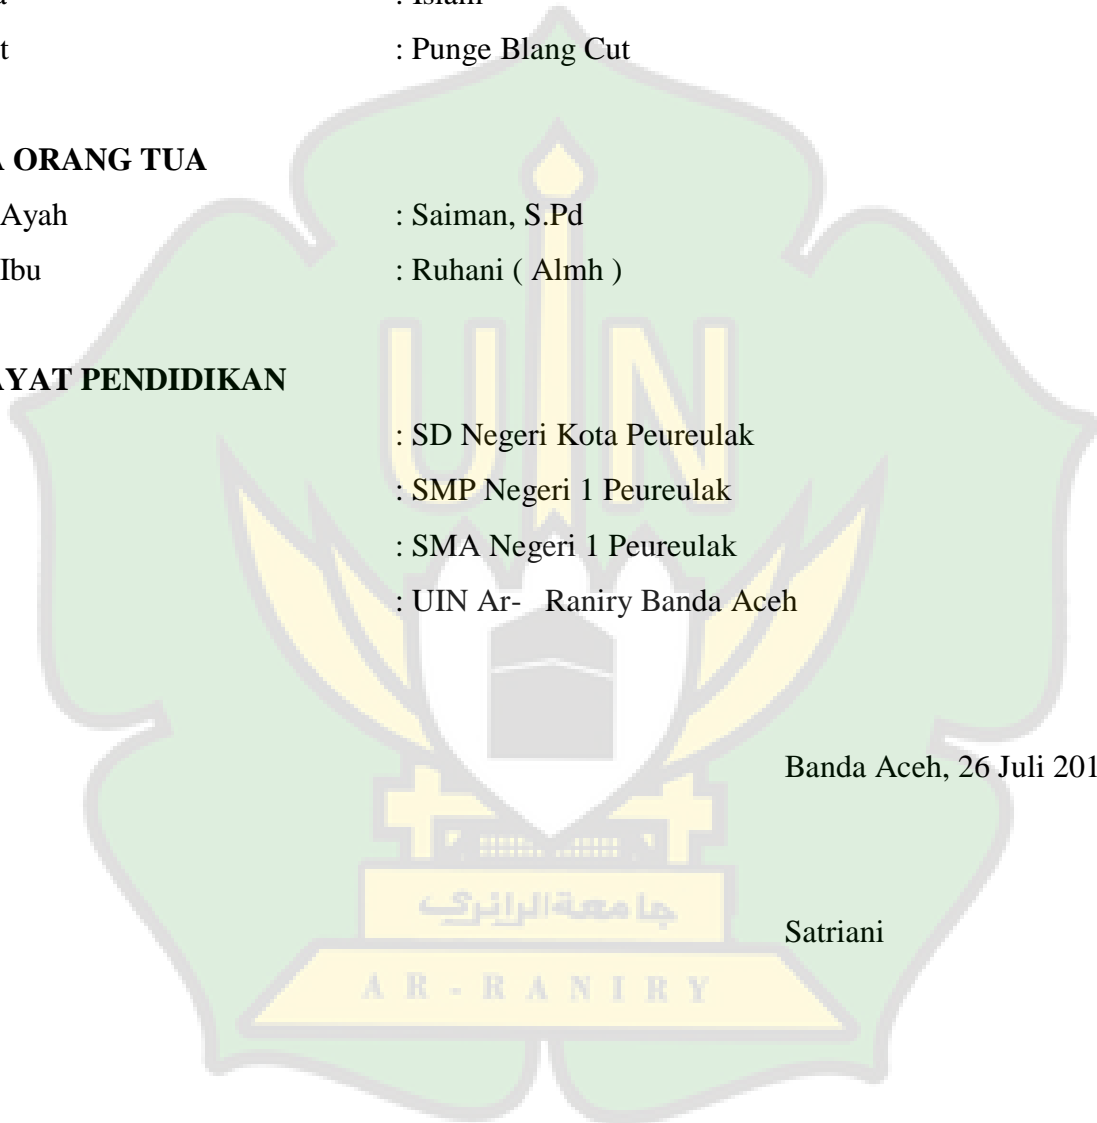 a : Islam
t : Punge Blang Cut
A ORANG TUA
Ayah : Saiman, S.Pd
Ibu : Ruhani ( Almh )
AYAT PENDIDIKAN
: SD Negeri Kota Peureulak
: SMP Negeri 1 Peureulak
: SMA Negeri 1 Peureulak
: UIN Ar- Raniry Banda Aceh
Banda Aceh, 26 Juli 201
Satriani
UIN
جامعة الرانري
AR-RANIRY